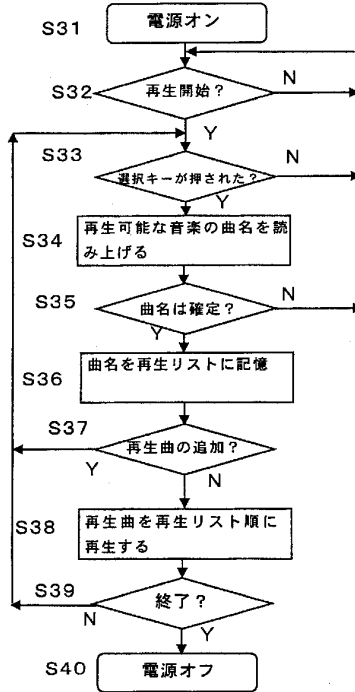 S31
電源オン
S32
再生開始？
N
Y
S33
選択キーが押された？
N
Y
S34
再生可能な音楽の曲名を読
み上げる
S35
曲名は確定？
N
Y
S36
曲名を再生リストに記憶
S37
再生曲の追加？
Y
N
S38
再生曲を再生リスト順に
再生する
S39
終了？
N
Y
S40
電源オフ